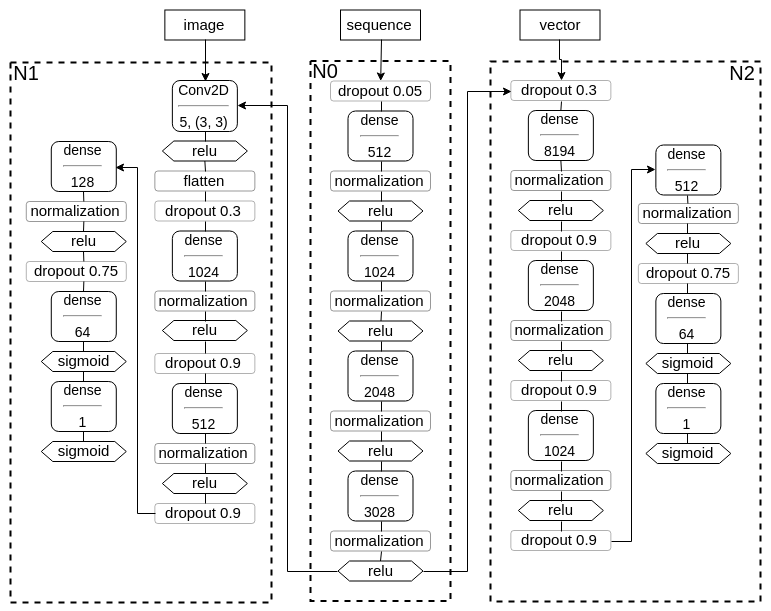 image
sequence
vector
N1
Conv2D
5, (3, 3)
relu
flatten
dropout 0.3
dense
1024
normalization
relu
dropout 0.9
dense
512
normalization
relu
dropout 0.9
dense
128
normalization
relu
dropout 0.75
dense
64
sigmoid
dense
1
sigmoid
N0
dropout 0.05
dense
512
normalization
relu
dense
1024
normalization
relu
dense
2048
normalization
relu
dense
3028
normalization
relu
N2
dropout 0.3
dense
8194
normalization
relu
dropout 0.9
dense
2048
normalization
relu
dropout 0.9
dense
1024
normalization
relu
dropout 0.9
dense
512
normalization
relu
dropout 0.75
dense
64
sigmoid
dense
1
sigmoid